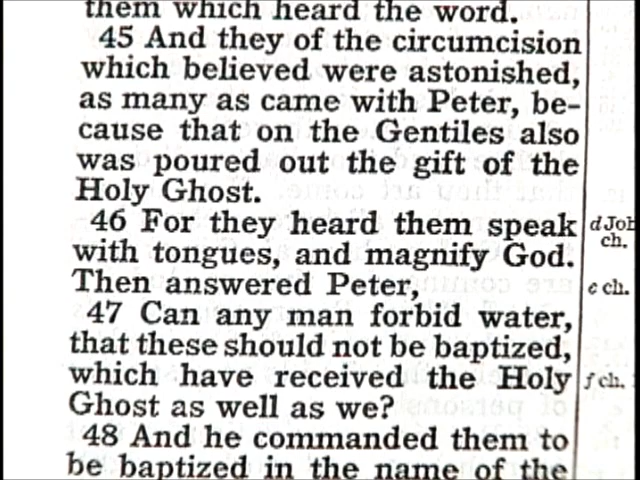 them which heard the word.
45 And they of the circumcision
which believed were astonished,
as many as came with Peter, be-
cause that on the Gentiles also
was poured out the gift of the
Holy Ghost.
46 For they heard them speak
with tongues, and magnify God.
Then answered Peter,
47 Can any man forbid water,
that these should not be baptized,
which have received the Holy
Ghost as well as we?
48 And he commanded them to
be baptized in the name of the
d Joh
ch.
e ch.
f ch.